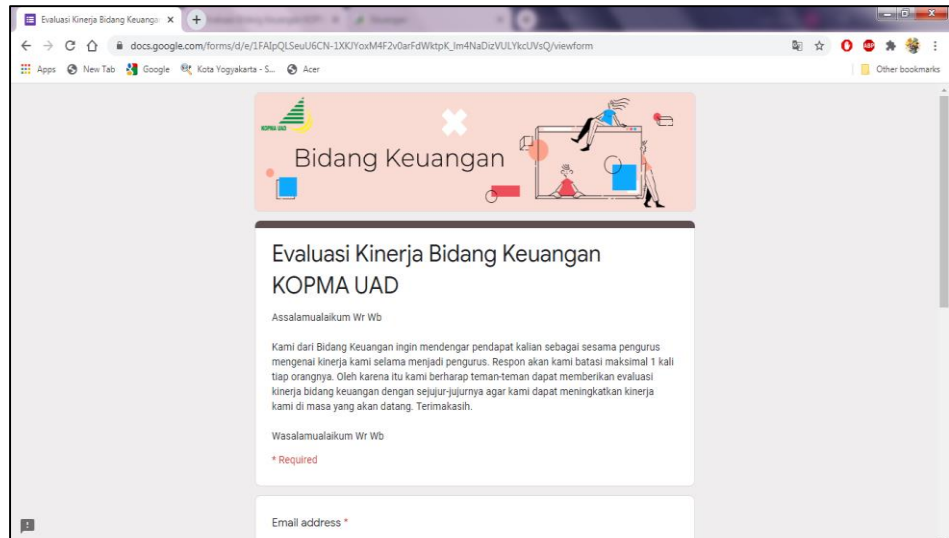 Evaluasi Kinerja Bidang Keuangan
docs.google.com/forms/d/e/1FAIpQLSeuU6CN-1XKlYoxM4F2v0arFdWktpK_Im4NaDizVULYkcUVsQ/viewform
Apps New Tab Google Kota Yogyakarta - S... Acer Other bookmarks
KOPMA UAD
Bidang Keuangan
Evaluasi Kinerja Bidang Keuangan
KOPMA UAD
Assalamualaikum Wr Wb
Kami dari Bidang Keuangan ingin mendengar pendapat kalian sebagai sesama pengurus
mengenai kinerja kami selama menjadi pengurus. Respon akan kami batasi maksimal 1 kali
tiap orangnya. Oleh karena itu kami berharap teman-teman dapat memberikan evaluasi
kinerja bidang keuangan dengan sejujur-jujurnya agar kami dapat meningkatkan kinerja
kami di masa yang akan datang. Terimakasih.
Wasalamualaikum Wr Wb
* Required
Email address *